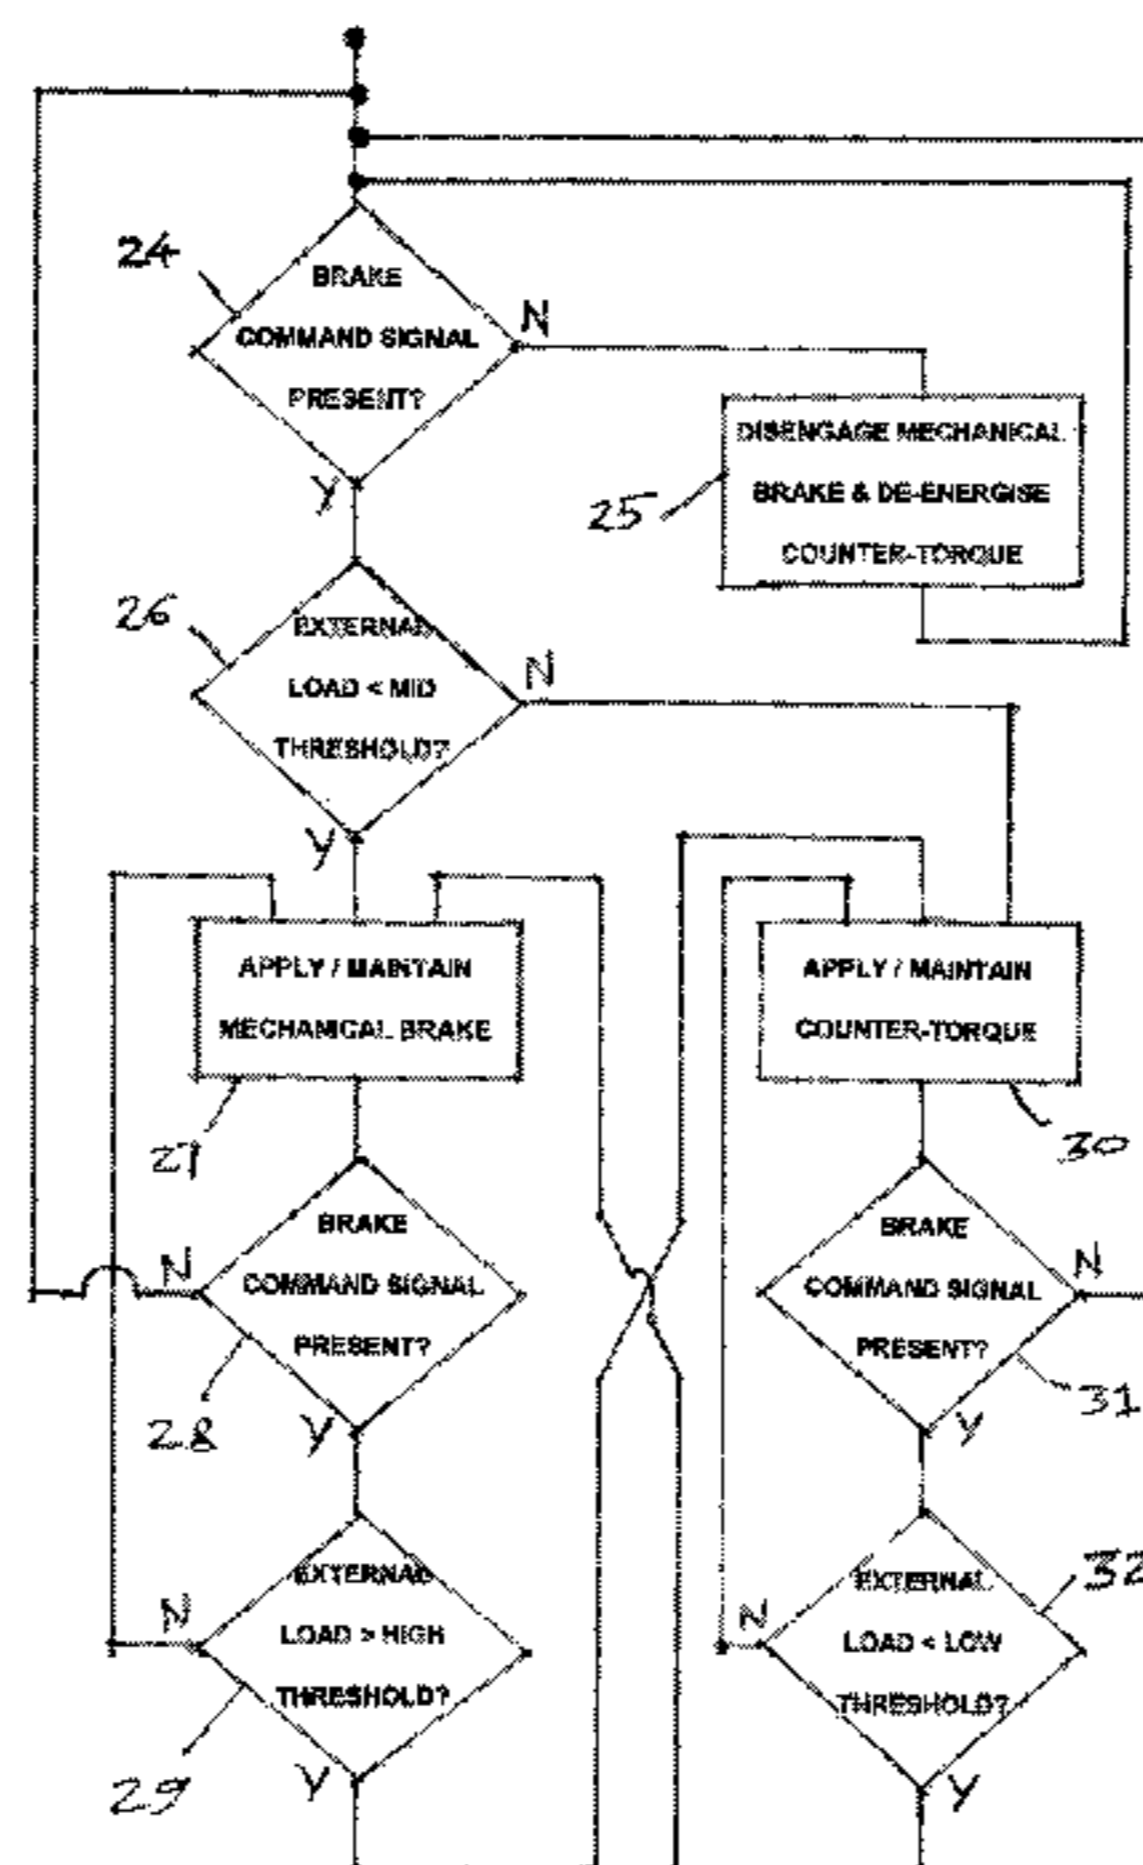 24
BRAKE
COMMAND SIGNAL
PRESENT?
N
Y
DISENGAGE MECHANICAL
BRAKE & DE-ENERGISE
COUNTER-TORQUE
25
26
EXTERNAL
LOAD < MID
THRESHOLD?
N
Y
APPLY / MAINTAIN
MECHANICAL BRAKE
27
APPLY / MAINTAIN
COUNTER-TORQUE
30
BRAKE
COMMAND SIGNAL
PRESENT?
N
Y
28
BRAKE
COMMAND SIGNAL
PRESENT?
N
Y
31
EXTERNAL
LOAD > HIGH
THRESHOLD?
N
Y
29
EXTERNAL
LOAD < LOW
THRESHOLD?
N
Y
32